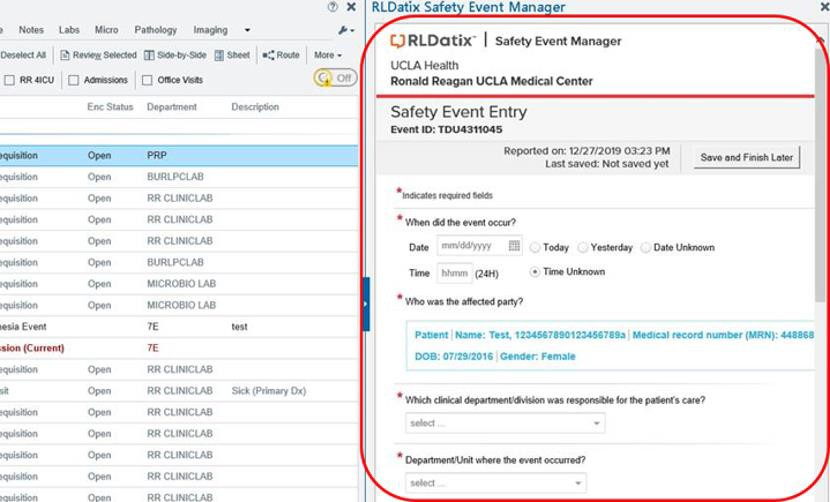 RLDatix Safety Event Manager
Notes Labs Micro Pathology Imaging
Deselect All Review Selected Side-by-Side Sheet Route More
RR 4ICU Admissions Office Visits Off
Enc Status Department Description
equisition Open PRP
equisition Open BURLPCLAB
equisition Open RR CLINICLAB
equisition Open RR CLINICLAB
equisition Open RR CLINICLAB
equisition Open BURLPCLAB
equisition Open MICROBIO LAB
equisition Open MICROBIO LAB
nesia Event 7E test
ssion (Current) 7E
equisition Open RR CLINICLAB
sit Open RR CLINICLAB Sick (Primary Dx)
equisition Open RR CLINICLAB
equisition Open RR CLINICLAB
equisition Open RR CLINICLAB
equisition Open RR CLINICLAB
equisition Open RR CLINICLAB
RLDatix | Safety Event Manager
UCLA Health
Ronald Reagan UCLA Medical Center
Safety Event Entry
Event ID: TDU4311045
Reported on: 12/27/2019 03:23 PM
Last saved: Not saved yet
Save and Finish Later
*Indicates required fields
* When did the event occur?
Date mm/dd/yyyy Today Yesterday Date Unknown
Time hhmm (24H) Time Unknown
* Who was the affected party?
Patient | Name: Test, 1234567890123456789a | Medical record number (MRN): 448868
DOB: 07/29/2016 | Gender: Female
* Which clinical department/division was responsible for the patient's care?
select ...
* Department/Unit where the event occurred?
select ...